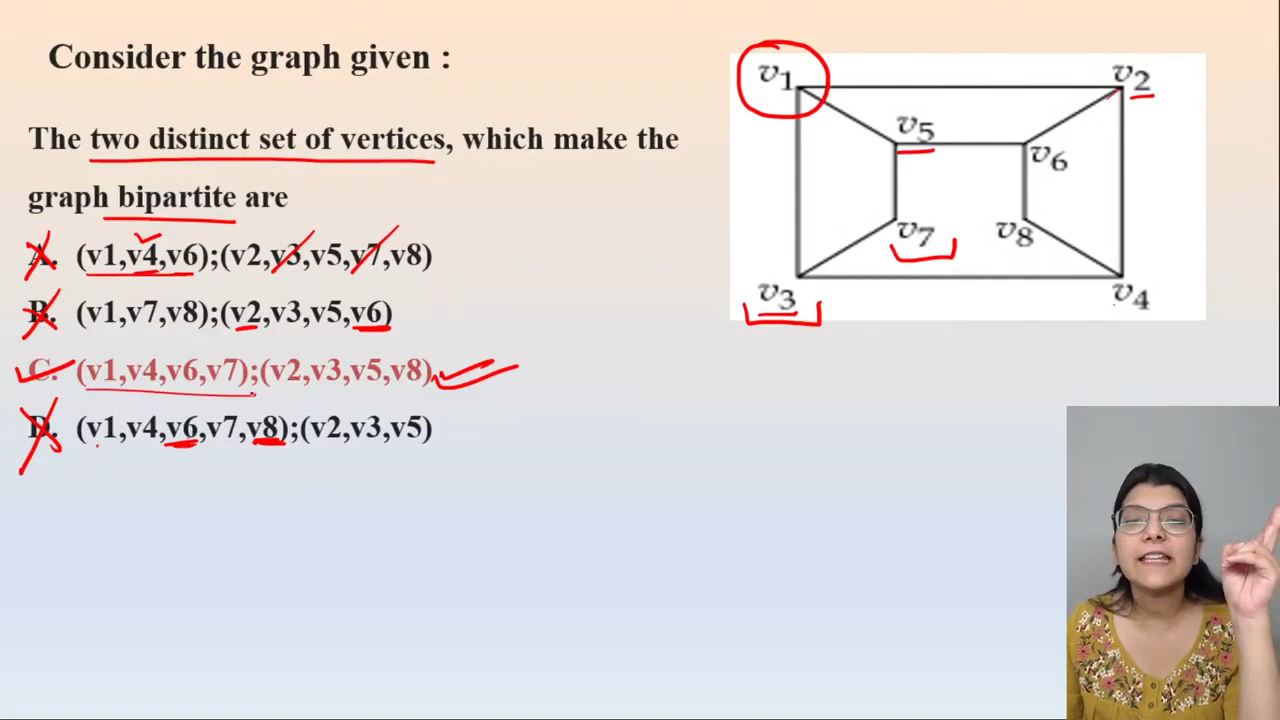 Consider the graph given :
The two distinct set of vertices, which make the
graph bipartite are
A. (v1,v4,v6);(v2,v3,v5,v7,v8)
B. (v1,v7,v8);(v2,v3,v5,v6)
C. (v1,v4,v6,v7);(v2,v3,v5,v8)
D. (v1,v4,v6,v7,v8);(v2,v3,v5)
v1
v2
v5
v6
v7
v8
v3
v4